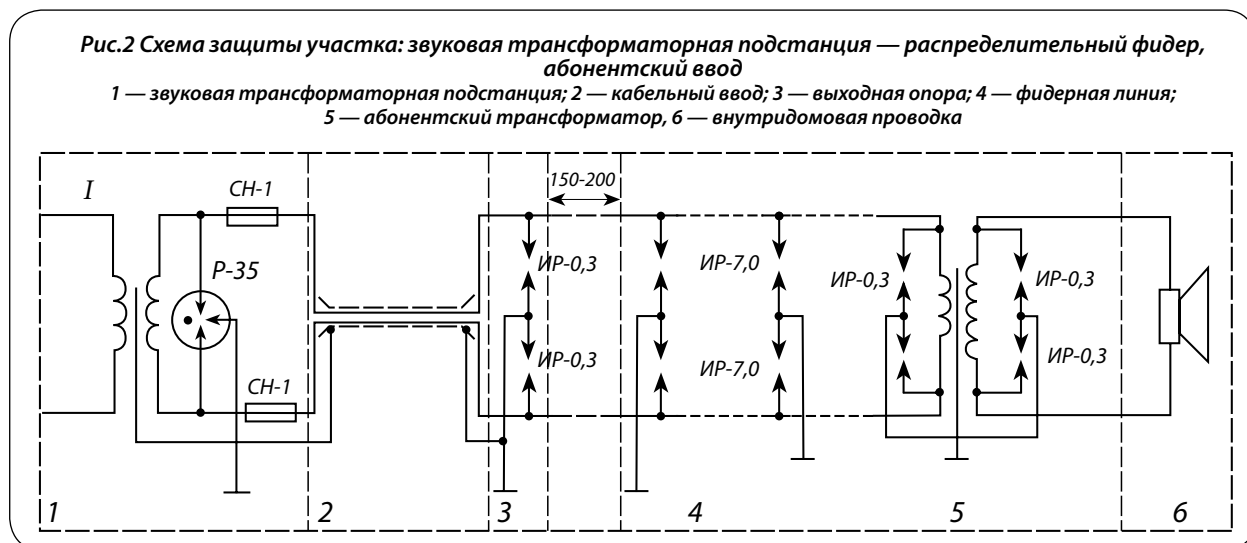 Рис.2 Схема защиты участка: звуковая трансформаторная подстанция — распределительный фидер,
абонентский ввод
1 — звуковая трансформаторная подстанция; 2 — кабельный ввод; 3 — выходная опора; 4 — фидерная линия;
5 — абонентский трансформатор, 6 — внутридомовая проводка
I
СН-1
150-200
Р-35
ИР-0,3
ИР-7,0
ИР-0,3
ИР-0,3
ИР-0,3
ИР-7,0
ИР-0,3
СН-1
1
2
3
4
5
6